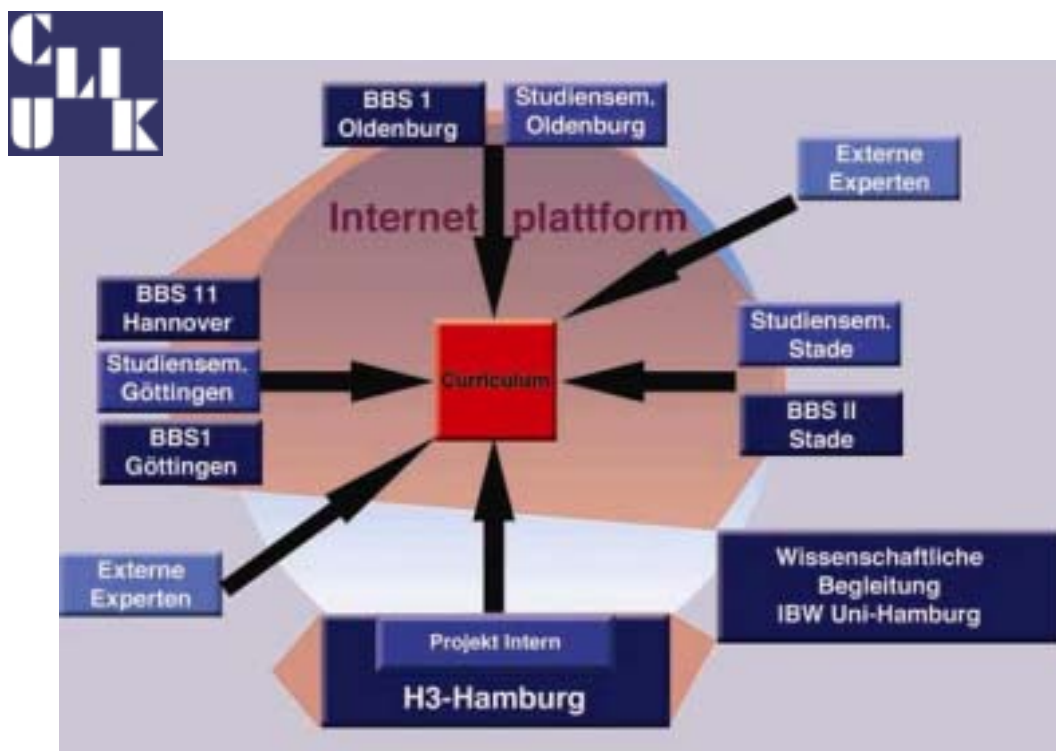 CLIUK
BBS 1
Oldenburg
Studiensem.
Oldenburg
Externe
Experten
Internet plattform
BBS 11
Hannover
Studiensem.
Göttingen
BBS1
Göttingen
Curriculum
Studiensem.
Stade
BBS II
Stade
Externe
Experten
Wissenschaftliche
Begleitung
IBW Uni-Hamburg
Projekt Intern
H3-Hamburg